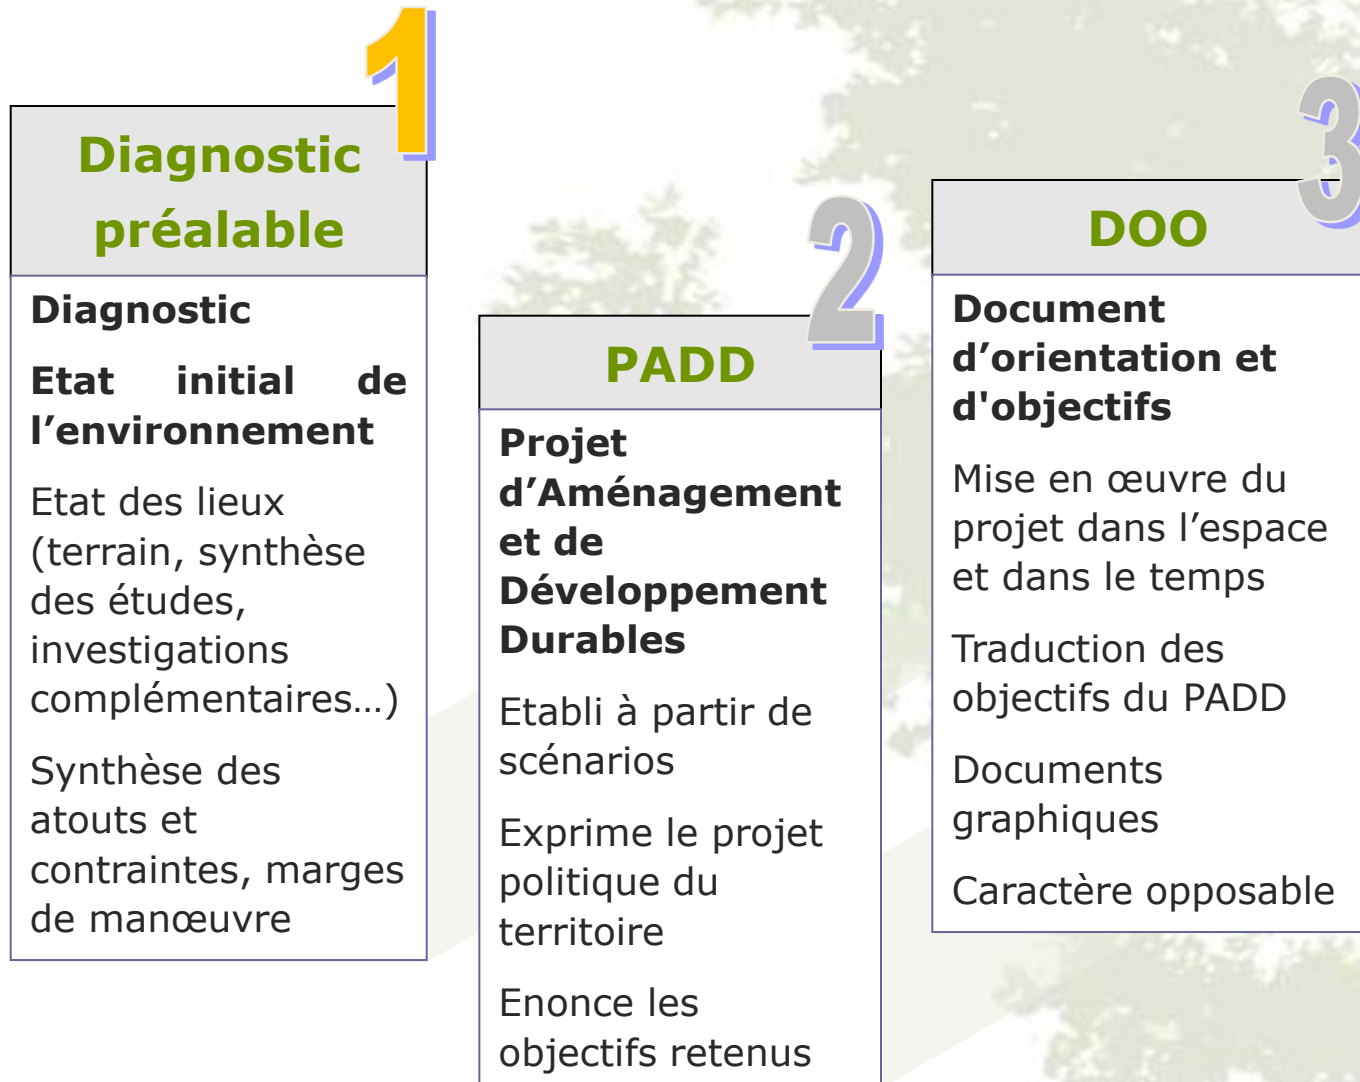 1
Diagnostic
préalable
Diagnostic
Etat initial de
l’environnement
Etat des lieux
(terrain, synthèse
des études,
investigations
complémentaires…)
Synthèse des
atouts et
contraintes, marges
de manœuvre
2
PADD
Projet
d’Aménagement
et de
Développement
Durables
Etabli à partir de
scénarios
Exprime le projet
politique du
territoire
Enonce les
objectifs retenus
3
DOO
Document
d’orientation et
d'objectifs
Mise en œuvre du
projet dans l’espace
et dans le temps
Traduction des
objectifs du PADD
Documents
graphiques
Caractère opposable